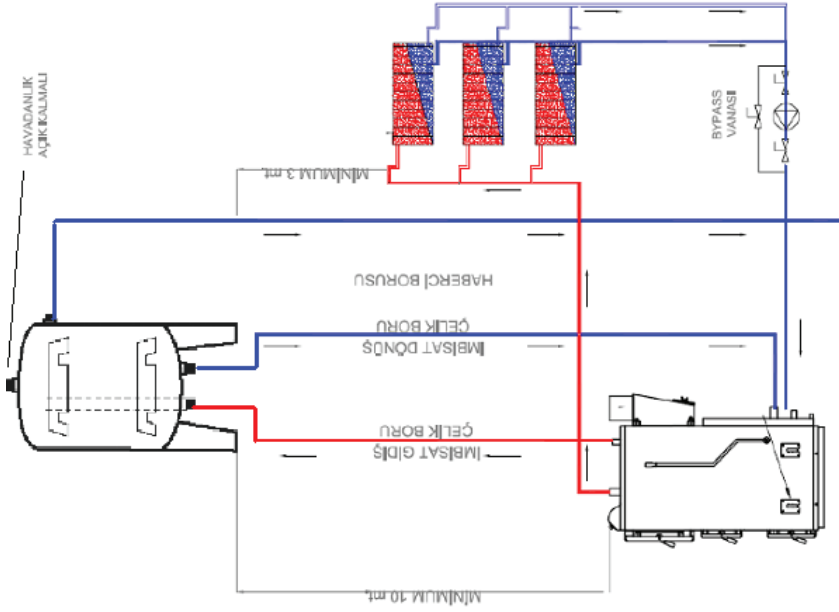 HAVADANLIK
AÇIK KALMALI
MİNİMUM 3 mt.
BYPASS
VANASI
HABERCİ BORUSU
İMBİSAT DÖNÜŞ
ÇELİK BORU
İMBİSAT GİDİŞ
ÇELİK BORU
MİNİMUM 10 mt.